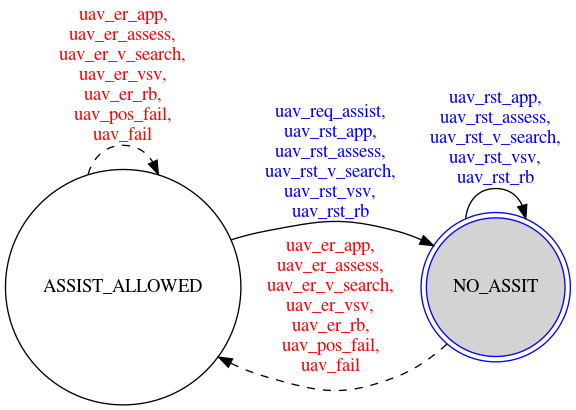 uav_er_app,
uav_er_assess,
uav_er_v_search,
uav_er_vsv,
uav_er_rb,
uav_pos_fail,
uav_fail
uav_req_assist,
uav_rst_app,
uav_rst_assess,
uav_rst_v_search,
uav_rst_vsv,
uav_rst_rb
uav_rst_app,
uav_rst_assess,
uav_rst_v_search,
uav_rst_vsv,
uav_rst_rb
ASSIST_ALLOWED
uav_er_app,
uav_er_assess,
uav_er_v_search,
uav_er_vsv,
uav_er_rb,
uav_pos_fail,
uav_fail
NO_ASSIT